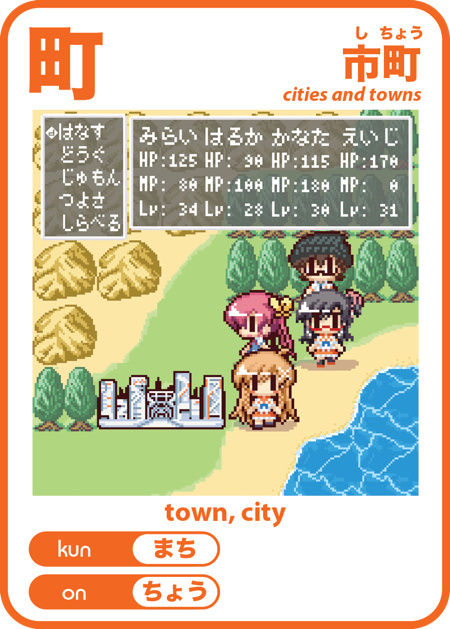 町
し ちょう
市町
cities and towns
はなす
どうぐ
じゅもん
つよさ
しらべる
みらい はるか かなた えいじ
HP:125 HP: 90 HP:115 HP:170
MP: 80 MP:100 MP:180 MP: 0
Lv: 34 Lv: 28 Lv: 30 Lv: 31
town, city
kun まち
on ちょう